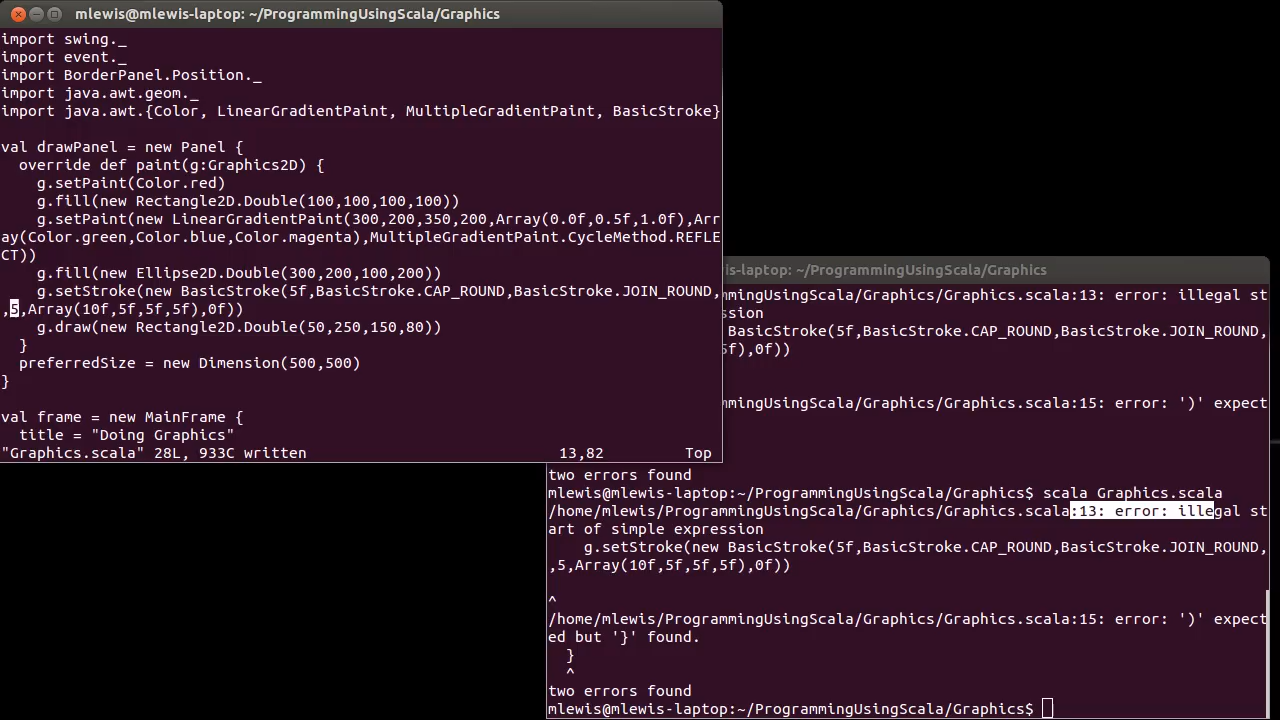 mlewis@mlewis-laptop: ~/ProgrammingUsingScala/Graphics
import swing._
import event._
import BorderPanel.Position._
import java.awt.geom._
import java.awt.{Color, LinearGradientPaint, MultipleGradientPaint, BasicStroke}
val drawPanel = new Panel {
  override def paint(g:Graphics2D) {
    g.setPaint(Color.red)
    g.fill(new Rectangle2D.Double(100,100,100,100))
    g.setPaint(new LinearGradientPaint(300,200,350,200,Array(0.0f,0.5f,1.0f),Arr
ay(Color.green,Color.blue,Color.magenta),MultipleGradientPaint.CycleMethod.REFLE
CT))
    g.fill(new Ellipse2D.Double(300,200,100,200))
    g.setStroke(new BasicStroke(5f,BasicStroke.CAP_ROUND,BasicStroke.JOIN_ROUND,
,5,Array(10f,5f,5f,5f),0f))
    g.draw(new Rectangle2D.Double(50,250,150,80))
  }
  preferredSize = new Dimension(500,500)
}
val frame = new MainFrame {
  title = "Doing Graphics"
"Graphics.scala" 28L, 933C written 13,82 Top
is-laptop: ~/ProgrammingUsingScala/Graphics
mmingUsingScala/Graphics/Graphics.scala:13: error: illegal st
ssion
BasicStroke(5f,BasicStroke.CAP_ROUND,BasicStroke.JOIN_ROUND,
5f),0f))
mmingUsingScala/Graphics/Graphics.scala:15: error: ')' expect
two errors found
mlewis@mlewis-laptop:~/ProgrammingUsingScala/Graphics$ scala Graphics.scala
/home/mlewis/ProgrammingUsingScala/Graphics/Graphics.scala:13: error: illegal st
art of simple expression
    g.setStroke(new BasicStroke(5f,BasicStroke.CAP_ROUND,BasicStroke.JOIN_ROUND,
,5,Array(10f,5f,5f,5f),0f))
^
/home/mlewis/ProgrammingUsingScala/Graphics/Graphics.scala:15: error: ')' expect
ed but '}' found.
  }
  ^
two errors found
mlewis@mlewis-laptop:~/ProgrammingUsingScala/Graphics$